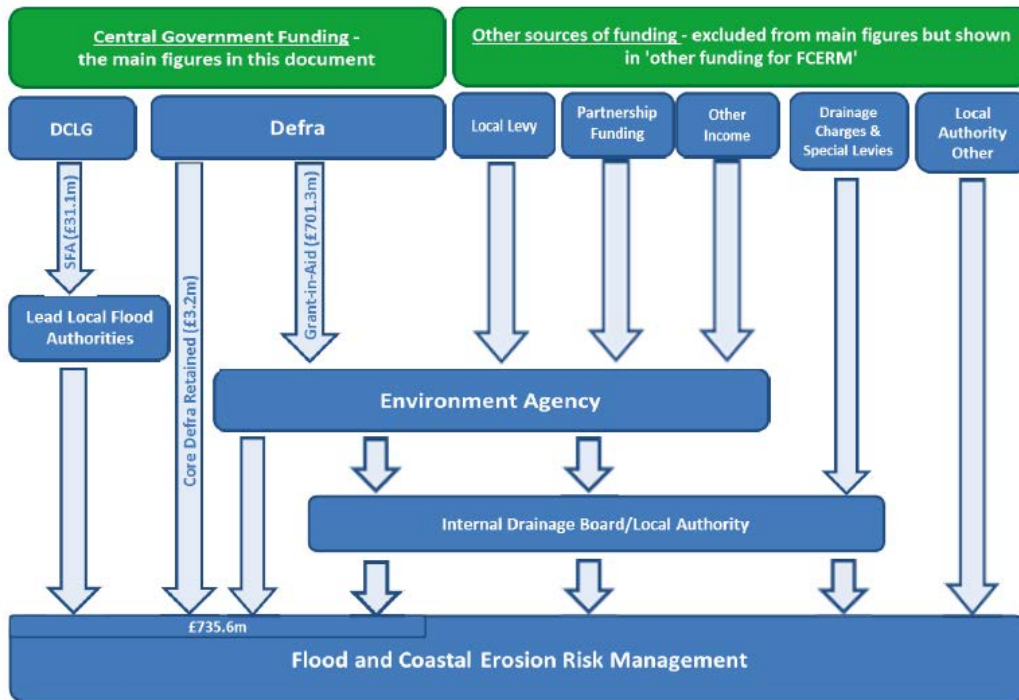 Central Government Funding -
the main figures in this document
Other sources of funding - excluded from main figures but shown
in 'other funding for FCERM'
DCLG
Defra
Local Levy
Partnership
Funding
Other
Income
Drainage
Charges &
Special Levies
Local
Authority
Other
SFA (£31.1m)
Core Defra Retained (£3.2m)
Grant-in-Aid (£701.3m)
Lead Local Flood
Authorities
Environment Agency
Internal Drainage Board/Local Authority
£735.6m
Flood and Coastal Erosion Risk Management